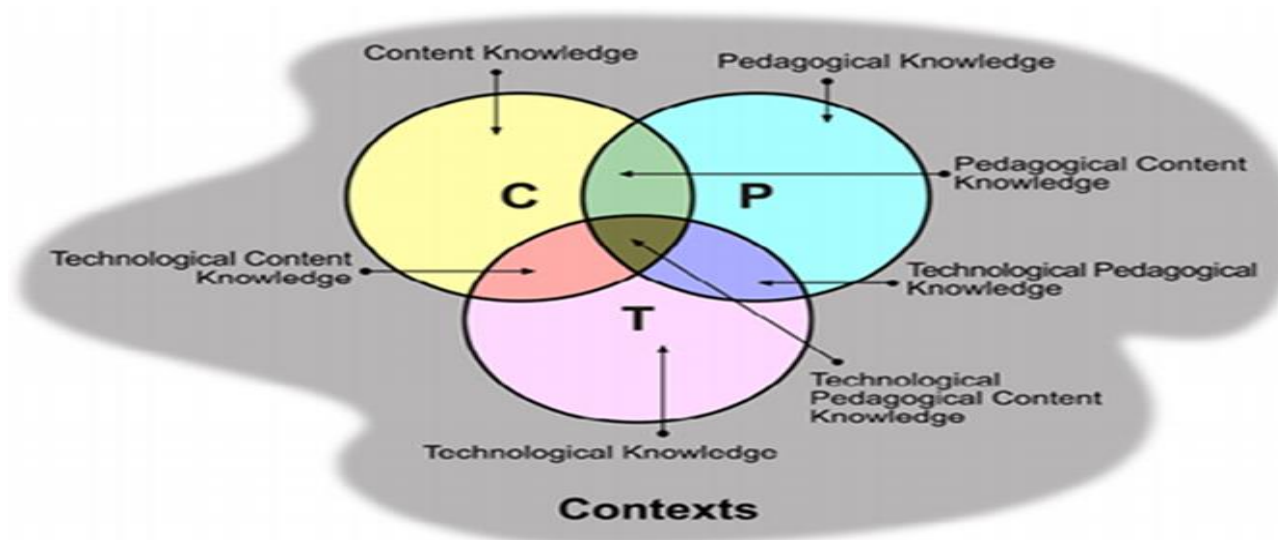 Content Knowledge
Pedagogical Knowledge
C
P
Pedagogical Content
Knowledge
Technological Content
Knowledge
Technological Pedagogical
Knowledge
T
Technological
Pedagogical Content
Knowledge
Technological Knowledge
Contexts